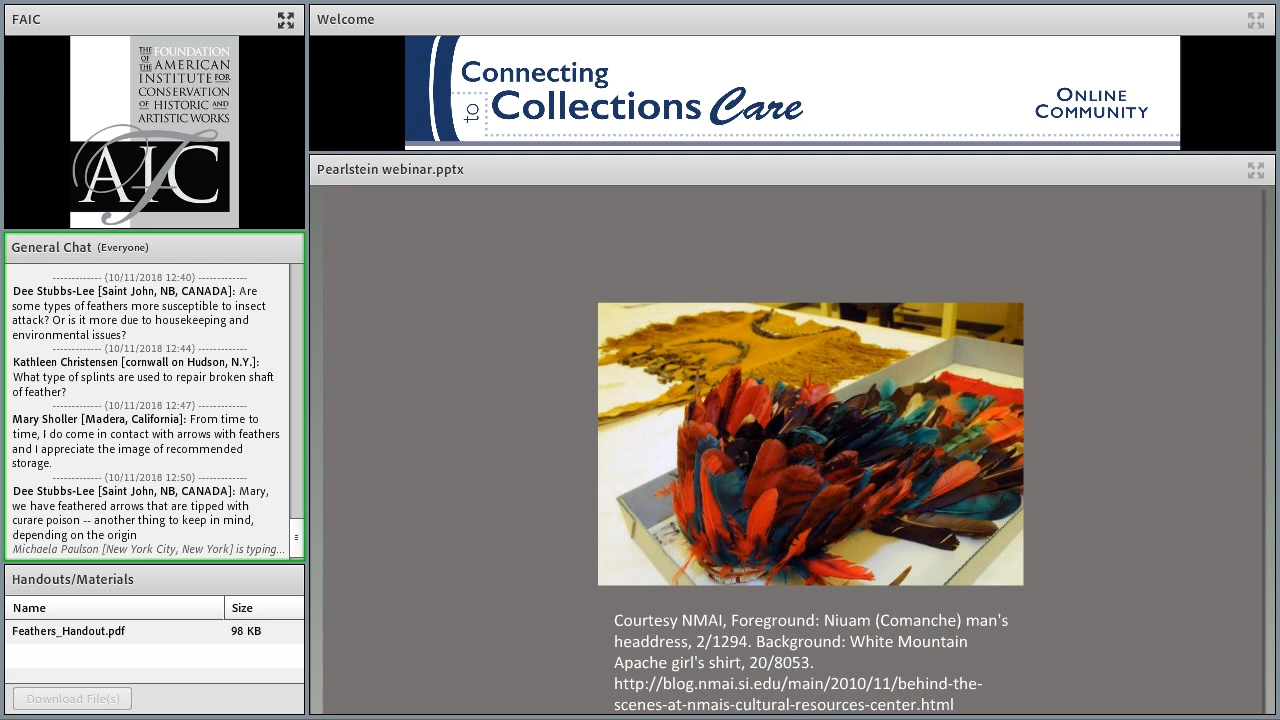 FAIC
THE FOUNDATION
OF THE AMERICAN
INSTITUTE FOR
CONSERVATION
OF HISTORIC AND
ARTISTIC WORKS
FAIC
General Chat (Everyone)
------------- (10/11/2018 12:40) -------------
Dee Stubbs-Lee [Saint John, NB, CANADA]: Are
some types of feathers more susceptible to insect
attack? Or is it more due to housekeeping and
environmental issues?
------------- (10/11/2018 12:44) -------------
Kathleen Christensen [cornwall on Hudson, N.Y.]:
What type of splints are used to repair broken shaft
of feather?
------------- (10/11/2018 12:47) -------------
Mary Sholler [Madera, California]: From time to
time, I do come in contact with arrows with feathers
and I appreciate the image of recommended
storage.
------------- (10/11/2018 12:50) -------------
Dee Stubbs-Lee [Saint John, NB, CANADA]: Mary,
we have feathered arrows that are tipped with
curare poison -- another thing to keep in mind,
depending on the origin
Michaela Paulson [New York City, New York] is typing...
Handouts/Materials
Name Size
Feathers_Handout.pdf 98 KB
Download File(s)
Welcome
Connecting
to Collections Care
ONLINE
COMMUNITY
Pearlstein webinar.pptx
Courtesy NMAI, Foreground: Niuam (Comanche) man's
headdress, 2/1294. Background: White Mountain
Apache girl's shirt, 20/8053.
http://blog.nmai.si.edu/main/2010/11/behind-the-
scenes-at-nmais-cultural-resources-center.html